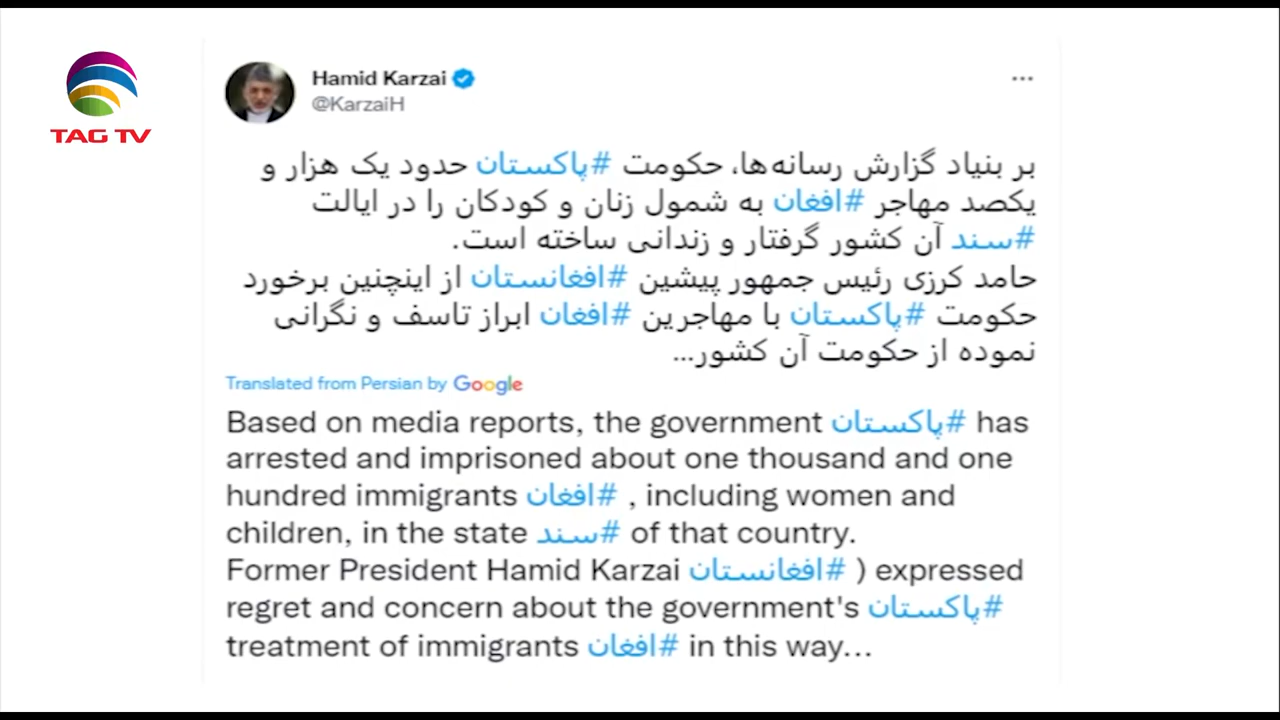 TAG TV
Hamid Karzai
@KarzaiH
بر بنیاد گزارش رسانه‌ها، حکومت #پاکستان حدود یک هزار و
یکصد مهاجر #افغان به شمول زنان و کودکان را در ایالت
#سند آن کشور گرفتار و زندانی ساخته است.
حامد کرزی رئیس جمهور پیشین #افغانستان از اینچنین برخورد
حکومت #پاکستان با مهاجرین #افغان ابراز تاسف و نگرانی
نموده از حکومت آن کشور...
Translated from Persian by Google
Based on media reports, the government #پاکستان has
arrested and imprisoned about one thousand and one
hundred immigrants #افغان , including women and
children, in the state #سند of that country.
Former President Hamid Karzai #افغانستان ) expressed
regret and concern about the government's #پاکستان
treatment of immigrants #افغان in this way...